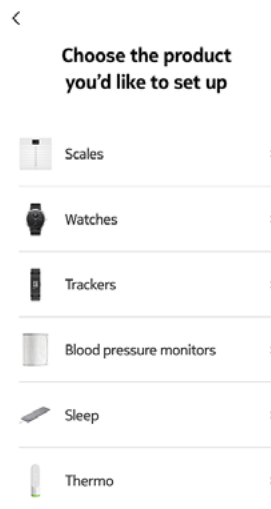 Choose the product
you'd like to set up
Scales
Watches
Trackers
Blood pressure monitors
Sleep
Thermo